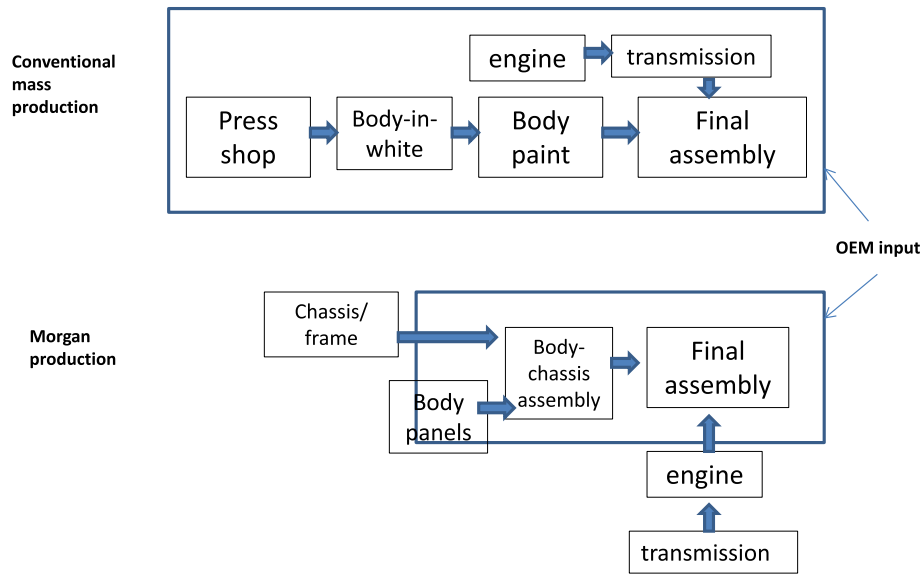 Conventional
mass
production
engine
transmission
Press
shop
Body-in-
white
Body
paint
Final
assembly
OEM input
Morgan
production
Chassis/
frame
Body
panels
Body-
chassis
assembly
Final
assembly
engine
transmission